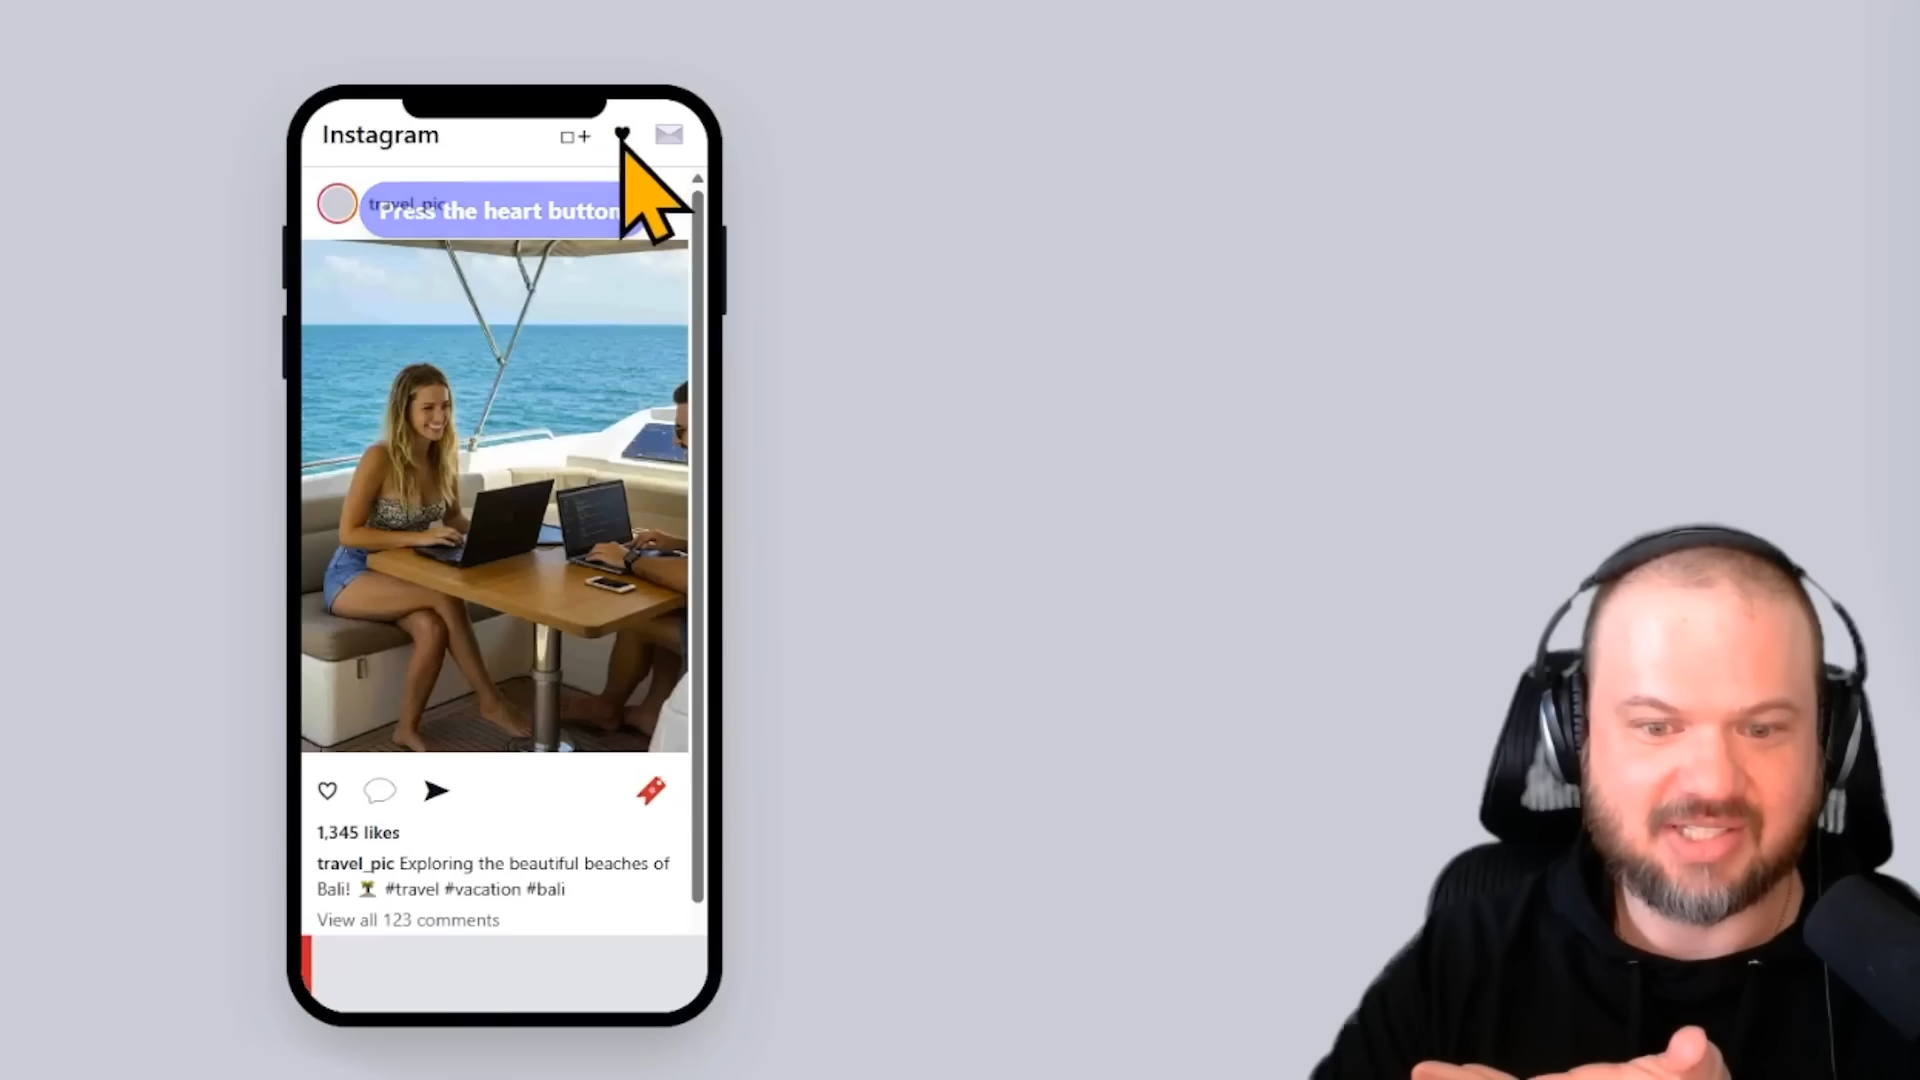 Instagram
travel_pic
Press the heart button
1,345 likes
travel_pic Exploring the beautiful beaches of
Bali! 🏝 #travel #vacation #bali
View all 123 comments